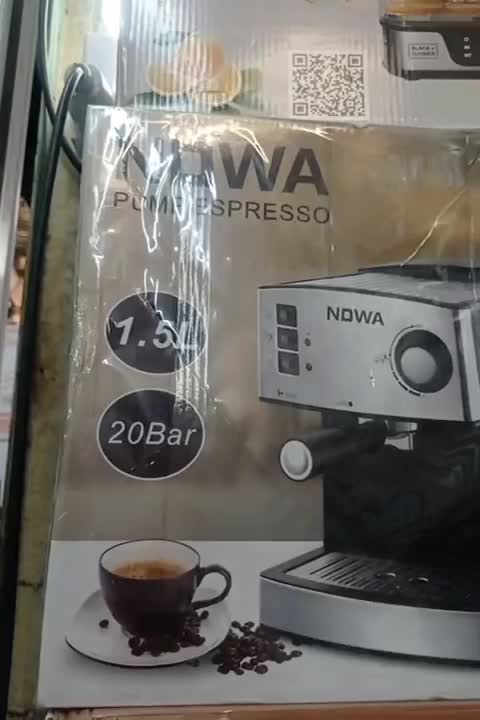 BLACK+
DECKER
NOWA
PUMP ESPRESSO
NOWA
1.5L
20Bar